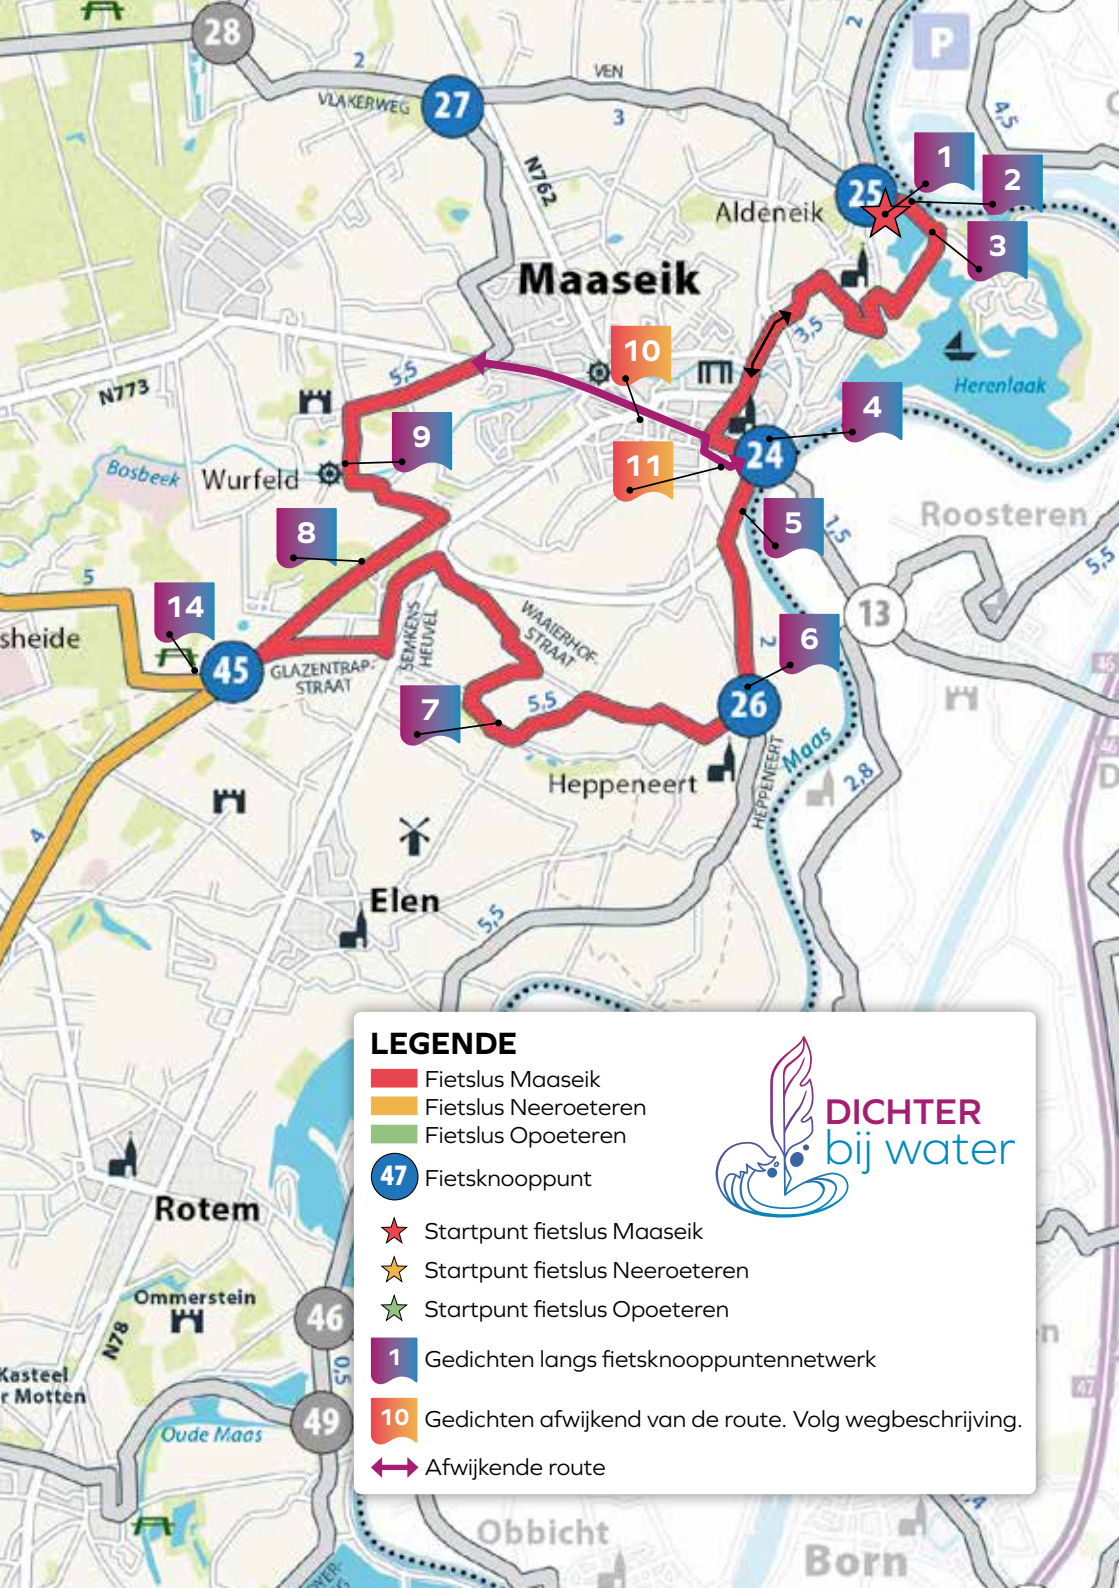 28
2
VLAKERWEG
27
VEN
3
N762
2
P
4,5
25
1
2
3
Aldeneik
Maaseik
3,5
Herenlaak
10
5,5
N773
4
9
11
24
Bosbeek
Wurfeld
8
5
1,5
Roosteren
5,5
13
5
14
sheide
45
GLAZENTRAP-
STRAAT
SEMKENS-
HEUVEL
WAAIERHOF-
STRAAT
2
6
46
7
5,5
26
Heppeneert
HEPPENEERT
Maas
2,8
D
4
Elen
5,5
LEGENDE
Fietslus Maaseik
Fietslus Neeroeteren
Fietslus Opoeteren
47 Fietsknooppunt
DICHTER
bij water
Startpunt fietslus Maaseik
Startpunt fietslus Neeroeteren
Startpunt fietslus Opoeteren
1 Gedichten langs fietsknooppuntennetwerk
10 Gedichten afwijkend van de route. Volg wegbeschrijving.
Afwijkende route
Rotem
Ommerstein
N78
46
0,5
49
Kasteel
r Motten
Oude Maas
en
47
Obbicht
Born